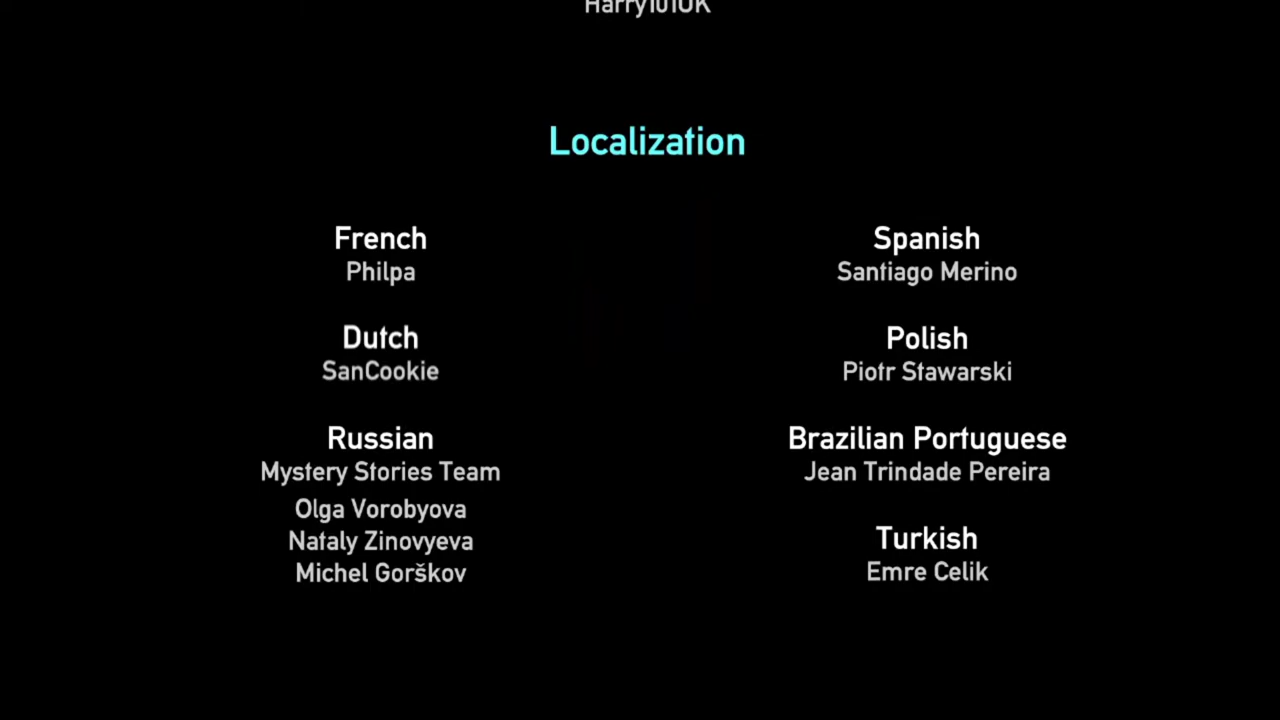 Harry101UK
Localization
French
Philpa
Spanish
Santiago Merino
Dutch
SanCookie
Polish
Piotr Stawarski
Russian
Mystery Stories Team
Olga Vorobyova
Nataly Zinovyeva
Michel Gorškov
Brazilian Portuguese
Jean Trindade Pereira
Turkish
Emre Celik